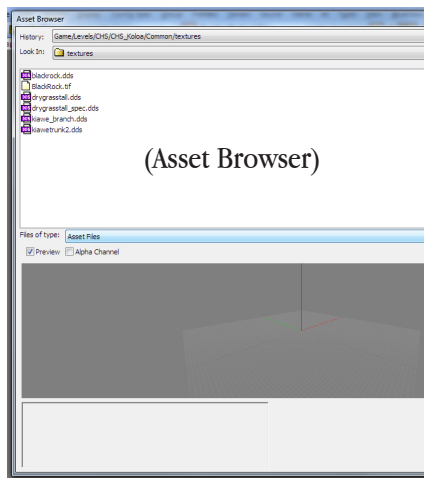 Asset Browser
History: Game/Levels/CHS/CHS_Koloa/Common/textures
Look In: textures
bladrock.dds
BlackRock.tif
drygrasstall.dds
drygrasstall_spec.dds
kiawe_branch.dds
kiawetrunk2.dds
(Asset Browser)
Files of type: Asset Files
Preview Alpha Channel